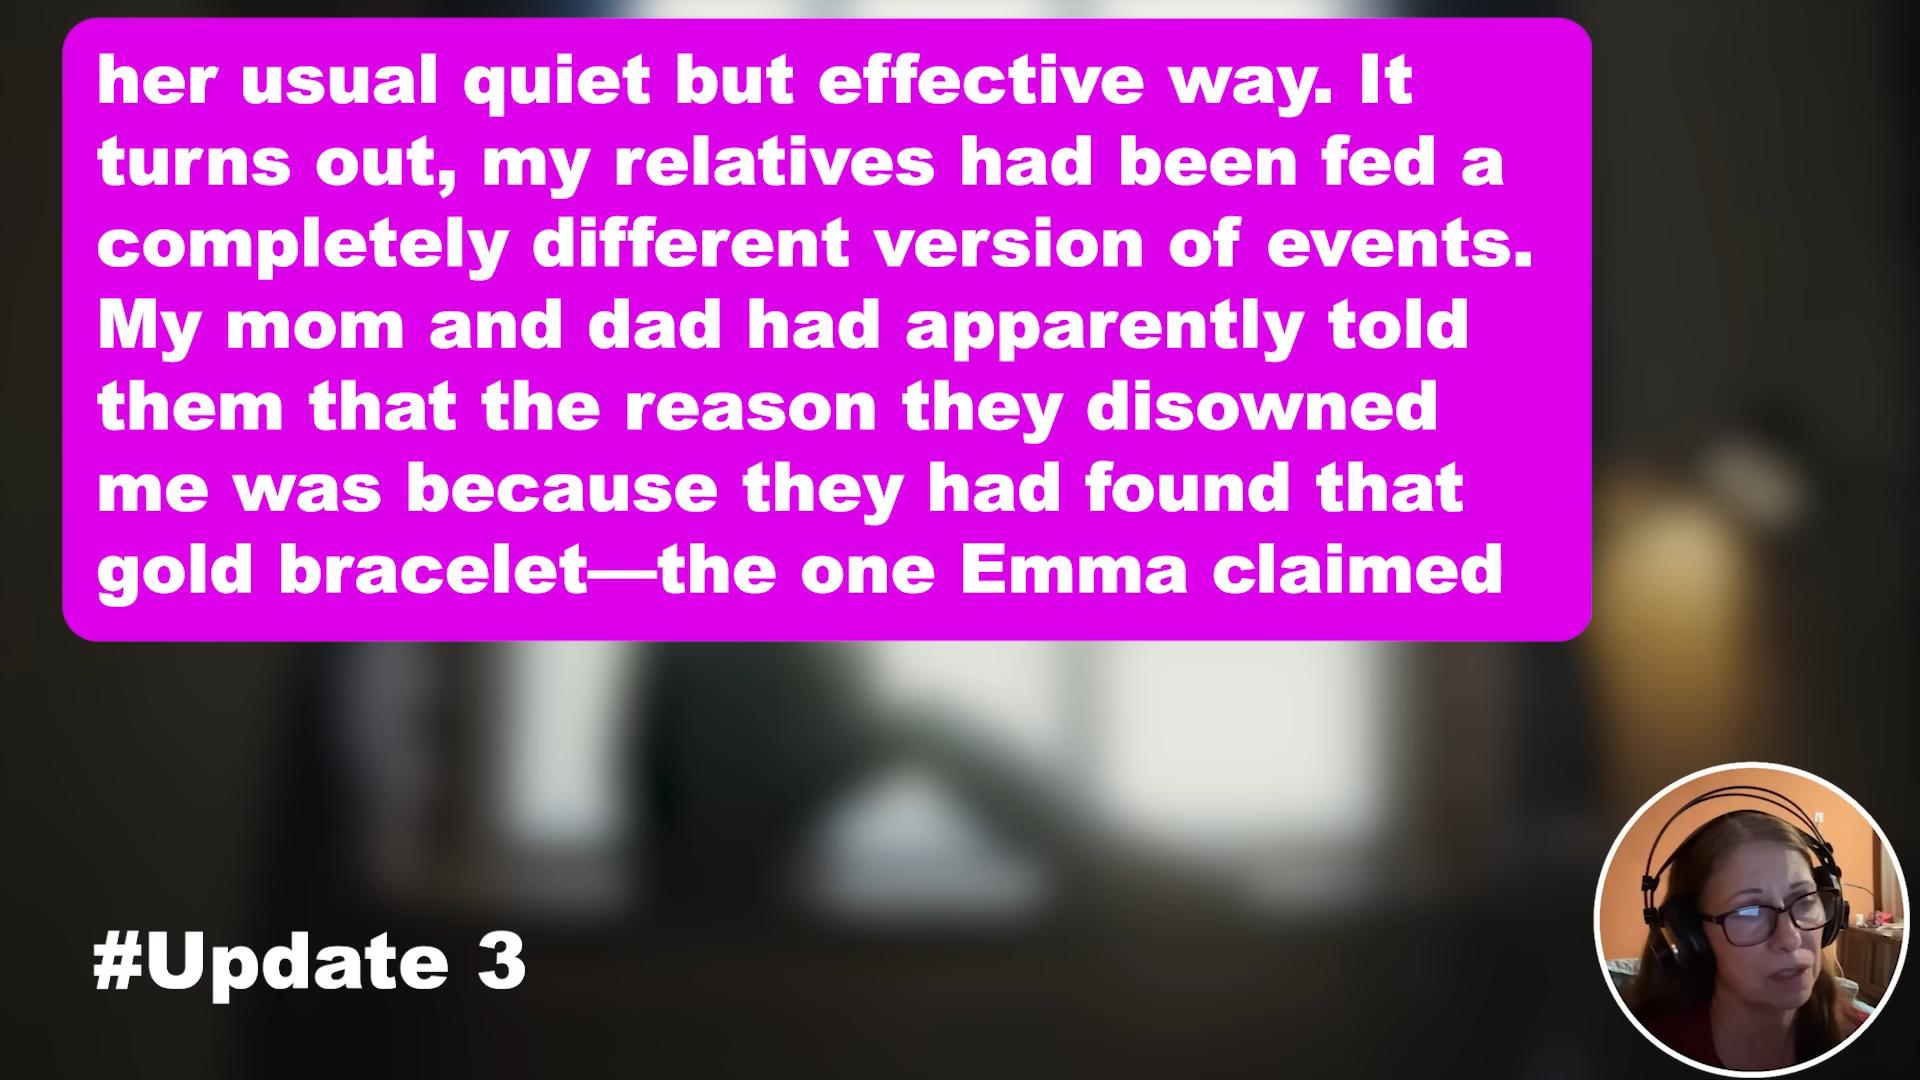 her usual quiet but effective way. It
turns out, my relatives had been fed a
completely different version of events.
My mom and dad had apparently told
them that the reason they disowned
me was because they had found that
gold bracelet—the one Emma claimed
#Update 3